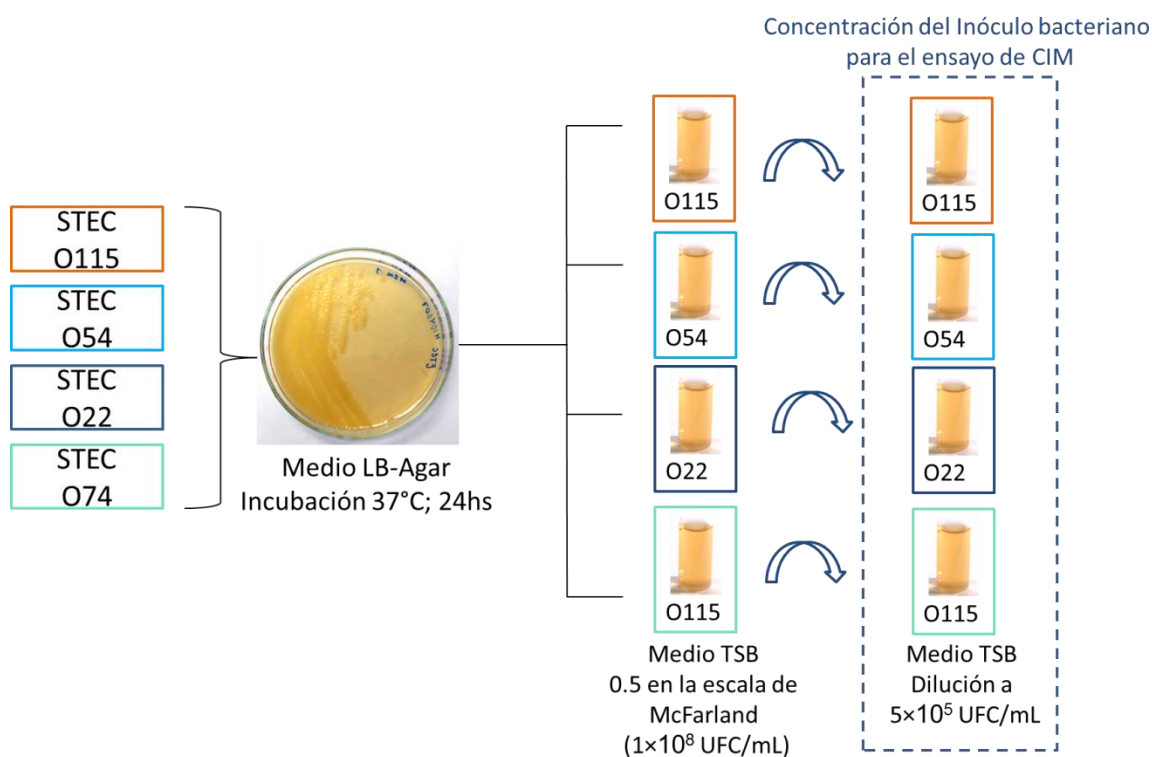 Concentración del Inóculo bacteriano
para el ensayo de CIM
STEC
O115
STEC
O54
STEC
O22
STEC
O74
Medio LB-Agar
Incubación 37°C; 24hs
O115
O54
O22
O115
Medio TSB
0.5 en la escala de
McFarland
(1×10⁸ UFC/mL)
O115
O54
O22
O115
Medio TSB
Dilución a
5×10⁵ UFC/mL